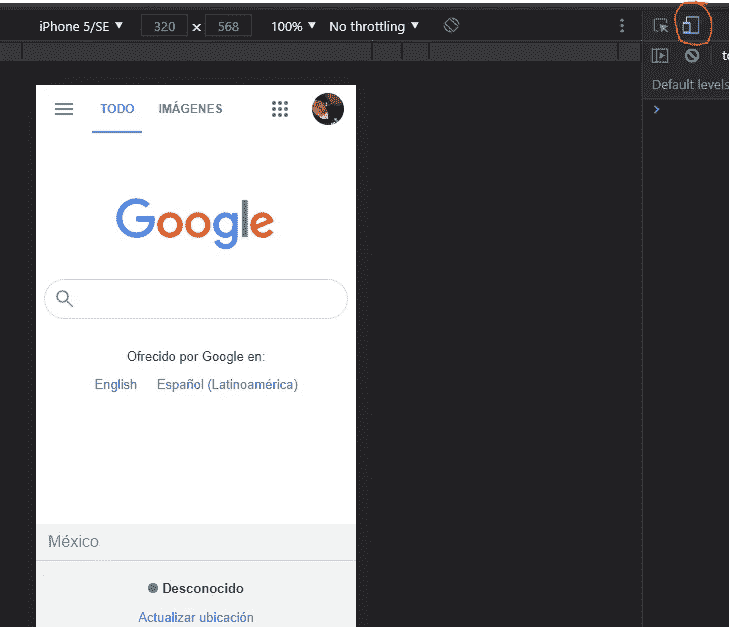 iPhone 5/SE 320 x 568 100% No throttling
Default levels
TODO IMÁGENES
Google
Ofrecido por Google en:
English Español (Latinoamérica)
México
Desconocido
Actualizar ubicación